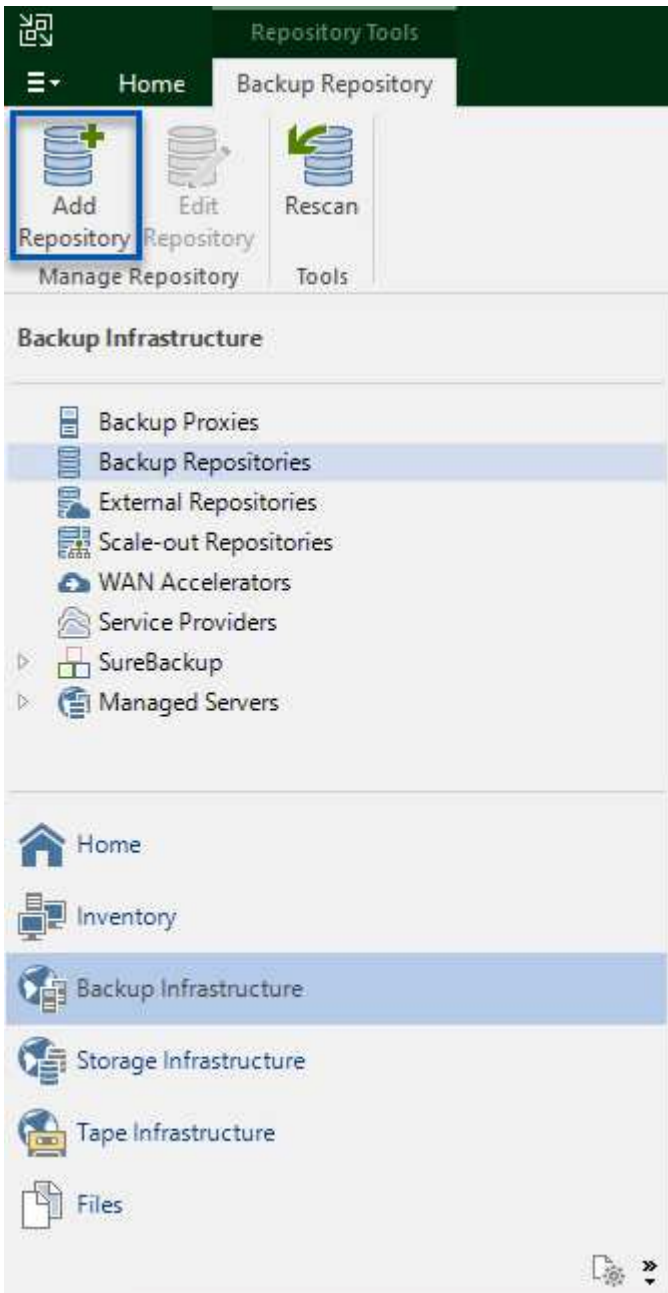 Repository Tools
Home Backup Repository
Add Edit Rescan
Repository Repository
Manage Repository Tools
Backup Infrastructure
Backup Proxies
Backup Repositories
External Repositories
Scale-out Repositories
WAN Accelerators
Service Providers
SureBackup
Managed Servers
Home
Inventory
Backup Infrastructure
Storage Infrastructure
Tape Infrastructure
Files